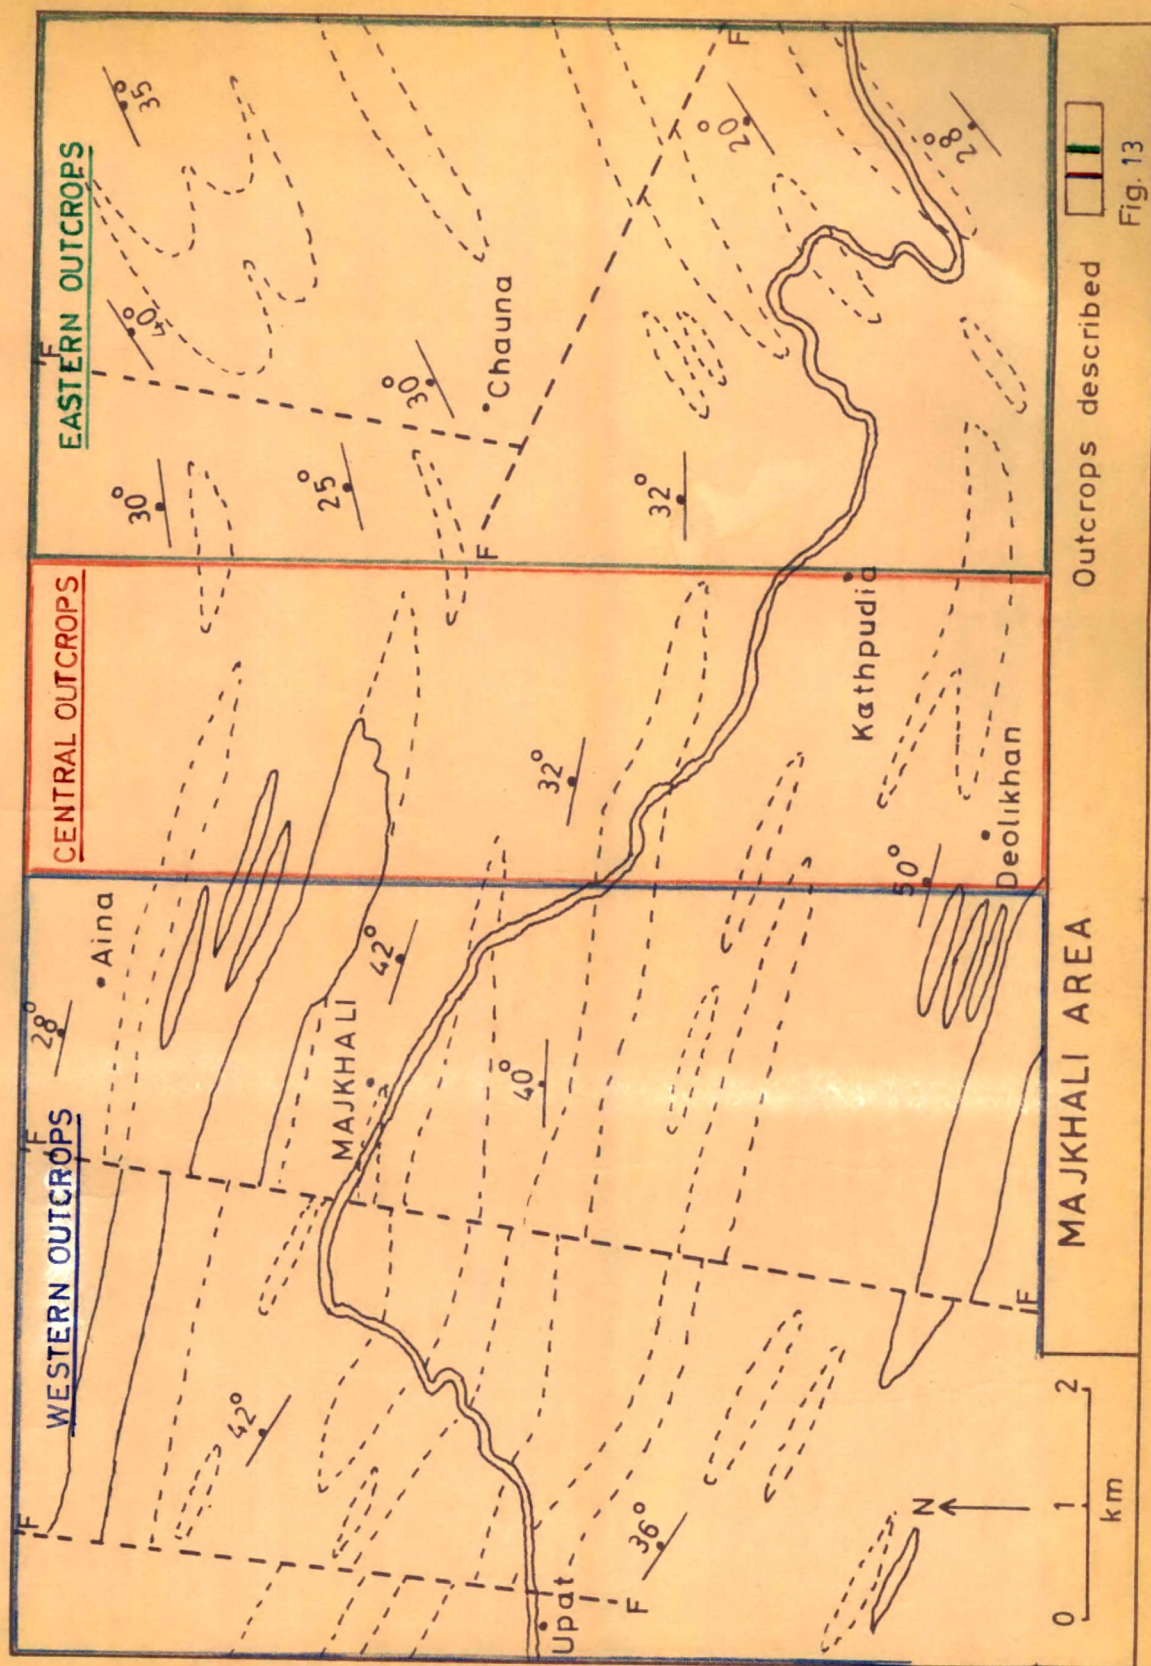 WESTERN OUTCROPS
CENTRAL OUTCROPS
EASTERN OUTCROPS
F
F
F
28°
Aina
30°
40°
35°
42°
MAJKHALI
42°
25°
30°
Chauna
F
F
40°
32°
32°
20°
Upat
F
36°
50°
Kathpudia
28°
Deolikhan
F
N
0 1 2
km
MAJKHALI AREA
Outcrops described
Fig. 13